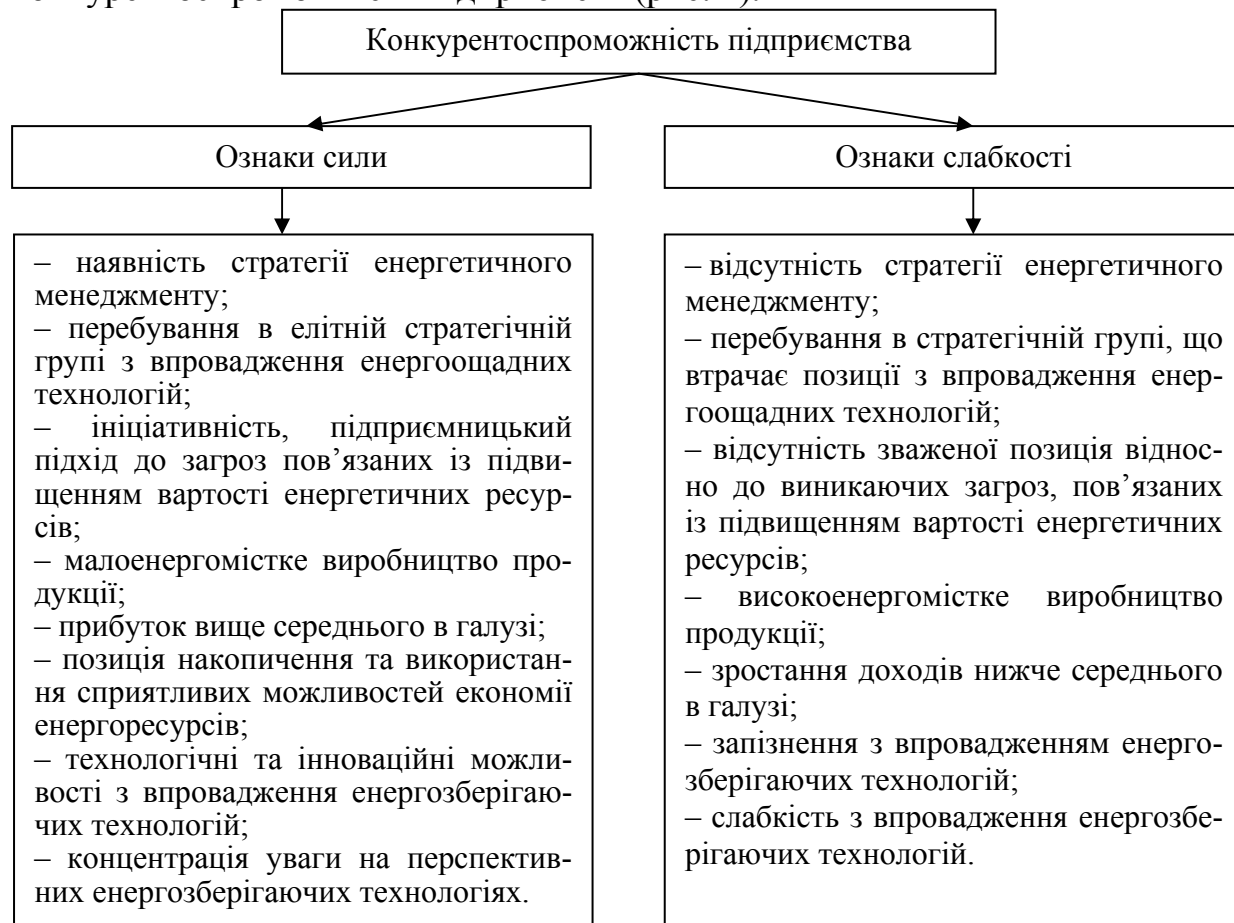 Конкурентоспроможність підприємства
Ознаки сили
Ознаки слабкості
– наявність стратегії енергетичного
менеджменту;
– перебування в елітній стратегічній
групі з впровадження енергоощадних
технологій;
– ініціативність, підприємницький
підхід до загроз пов’язаних із підви-
щенням вартості енергетичних ресур-
сів;
– малоенергомістке виробництво про-
дукції;
– прибуток вище середнього в галузі;
– позиція накопичення та використан-
ня сприятливих можливостей економії
енергоресурсів;
– технологічні та інноваційні можли-
вості з впровадження енергозберігаю-
чих технологій;
– концентрація уваги на перспектив-
них енергозберігаючих технологіях.
– відсутність стратегії енергетичного
менеджменту;
– перебування в стратегічній групі, що
втрачає позиції з впровадження енер-
гоощадних технологій;
– відсутність зваженої позиція віднос-
но до виникаючих загроз, пов’язаних
із підвищенням вартості енергетичних
ресурсів;
– високоенергомістке виробництво
продукції;
– зростання доходів нижче середнього
в галузі;
– запізнення з впровадженням енерго-
зберігаючих технологій;
– слабкість з впровадження енергозбе-
рігаючих технологій.